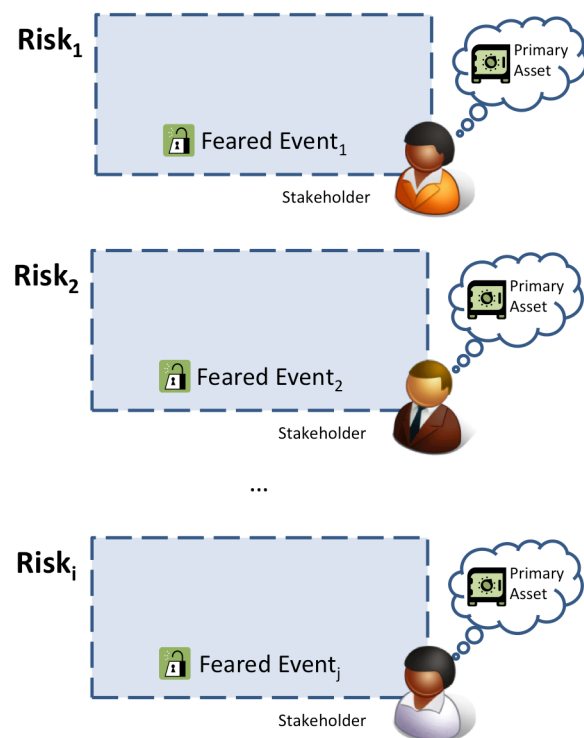 Risk₁
Primary
Asset
Feared Event₁
Stakeholder
Risk₂
Primary
Asset
Feared Event₂
Stakeholder
...
Riskᵢ
Primary
Asset
Feared Eventⱼ
Stakeholder